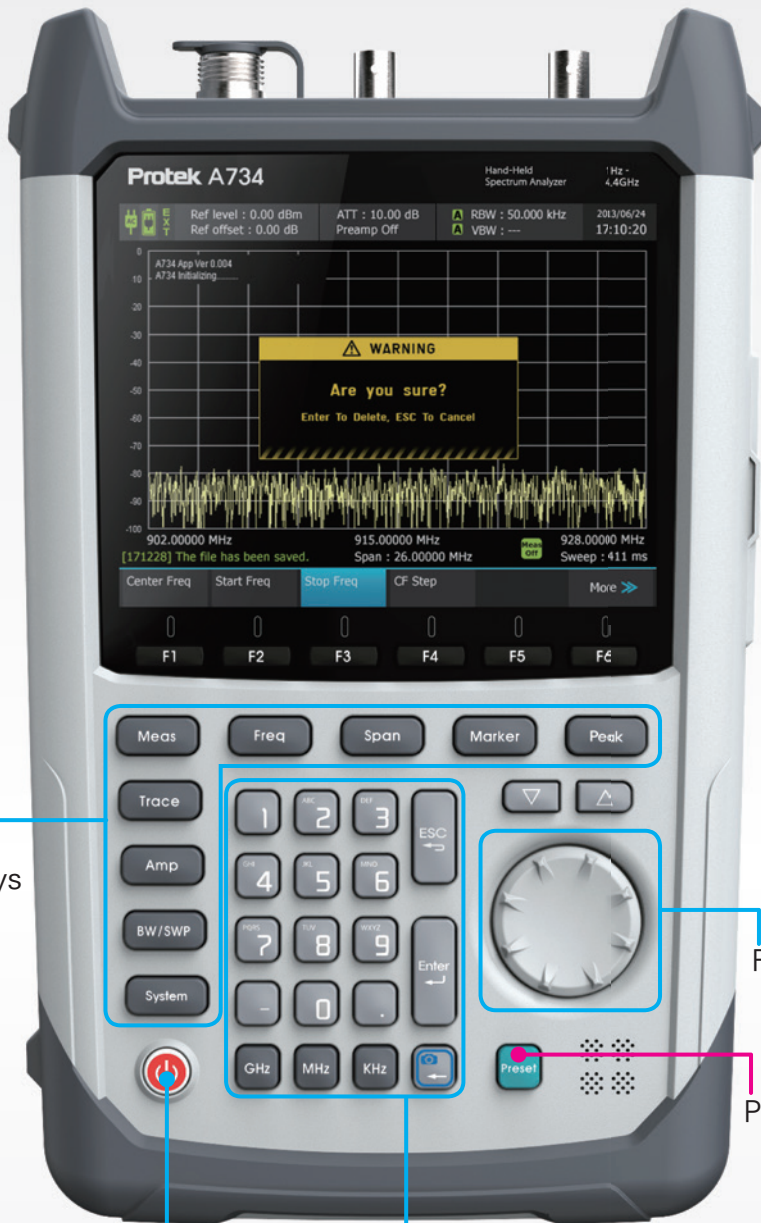 Protek A734
Hand-Held
Spectrum Analyzer
Hz -
4.4GHz
AC
EXT
Ref level : 0.00 dBm
Ref offset : 0.00 dB
ATT : 10.00 dB
Preamp Off
A RBW : 50.000 kHz
A VBW : ---
2013/06/24
17:10:20
A734 App Ver 0.004
A734 Initializing
0
-10
-20
-30
-40
-50
-60
-70
-80
-90
-100
WARNING
Are you sure?
Enter To Delete, ESC To Cancel
902.00000 MHz
915.00000 MHz
928.00000 MHz
[171228] The file has been saved.
Span : 26.00000 MHz
Meas Off
Sweep : 411 ms
Center Freq
Start Freq
Stop Freq
CF Step
More
F1
F2
F3
F4
F5
F6
Meas
Freq
Span
Marker
Peak
Trace
Amp
BW/SWP
System
1
ABC 2
DEF 3
ESC
GHI 4
JKL 5
MNO 6
PQRS 7
TUV 8
WXYZ 9
Enter
-
0
.
GHz
MHz
KHz
Preset